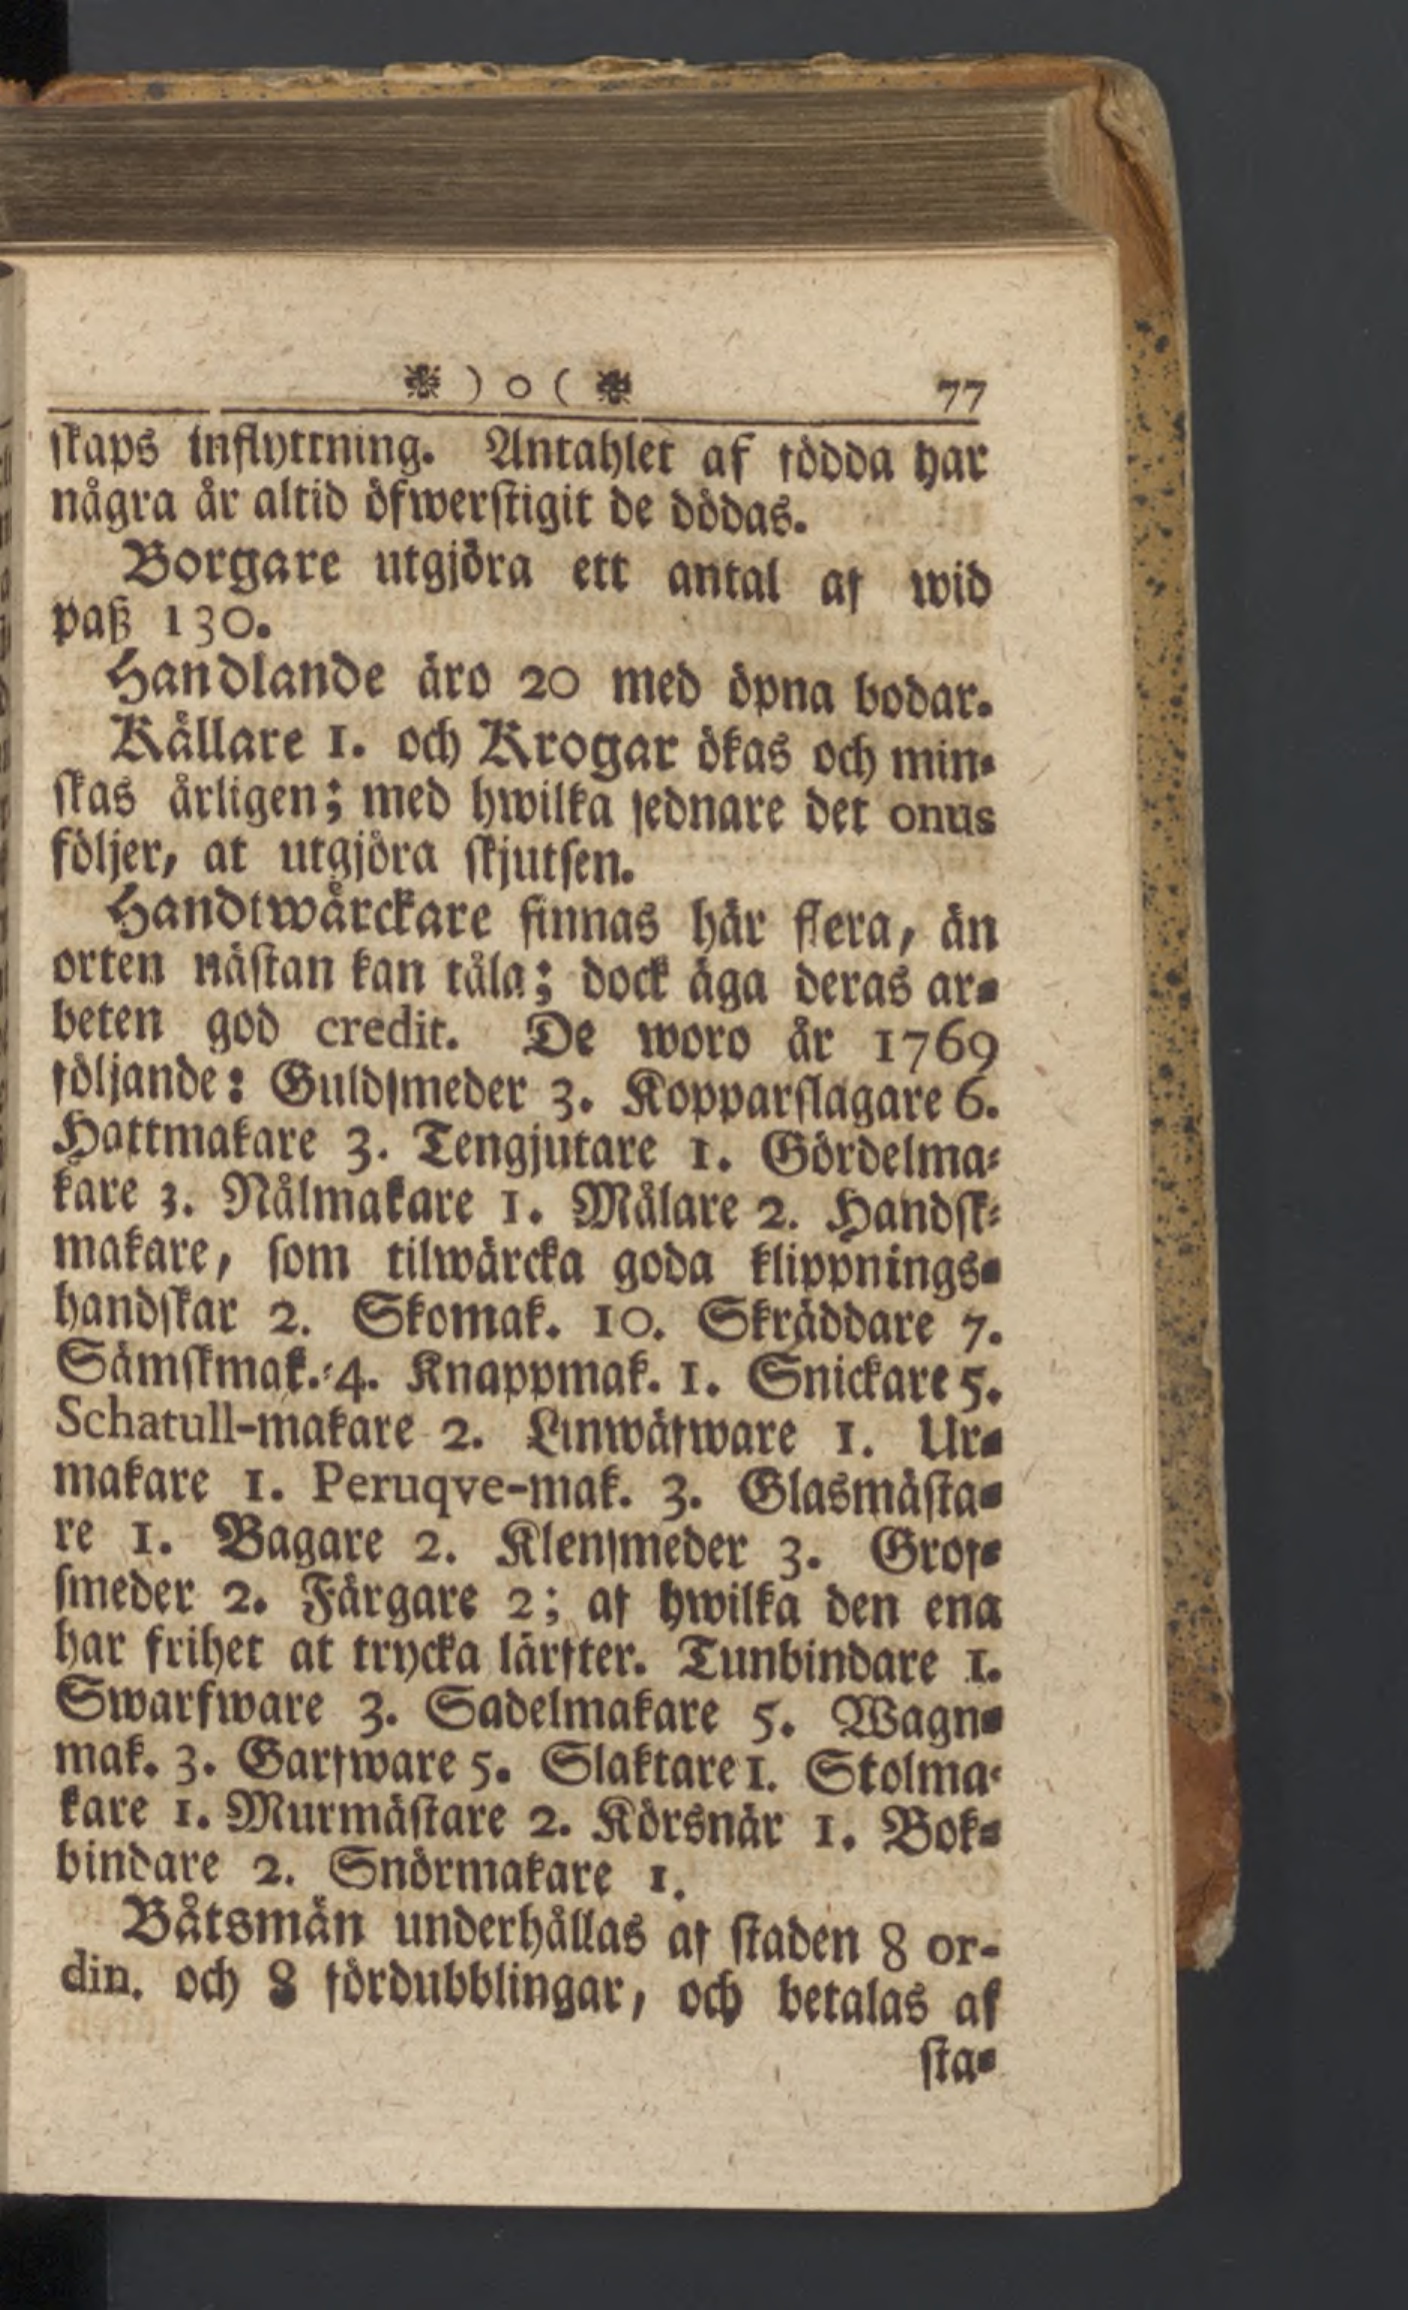 ❋ ) o ( ❋ 77
skaps inflyttning. Antahlet af födda har
några år altid öfwerstigit de dödas.
Borgare utgjöra ett antal af wid
paß 130.
Handlande äro 20 med öpna bodar.
Källare 1. och Krogar ökas och min-
skas årligen; med hwilka sednare det onus
följer, at utgjöra skjutsen.
Handtwärckare finnas här flera, än
orten nästan kan tåla; dock äga deras ar-
beten god credit. De woro år 1769
följande: Guldsmeder 3. Kopparslagare 6.
Hattmakare 3. Tengjutare 1. Gördelma-
kare 3. Nålmakare 1. Målare 2. Handsk-
makare, som tilwärcka goda klippnings-
handskar 2. Skomak. 10. Skräddare 7.
Sämskmak. 4. Knappmak. 1. Snickare 5.
Schatull-makare 2. Linwäfware 1. Ur-
makare 1. Peruqve-mak. 3. Glasmästa-
re 1. Bagare 2. Klensmeder 3. Grof-
smeder 2. Färgare 2; af hwilka den ena
har frihet at trycka lärfter. Tunbindare 1.
Swarfware 3. Sadelmakare 5. Wagn-
mak. 3. Garfware 5. Slaktare 1. Stolma-
kare 1. Murmästare 2. Körsnär 1. Bok-
bindare 2. Snörmakare 1.
Båtsmän underhållas af staden 8 or-
din. och 8 fördubblingar, och betalas af
sta-